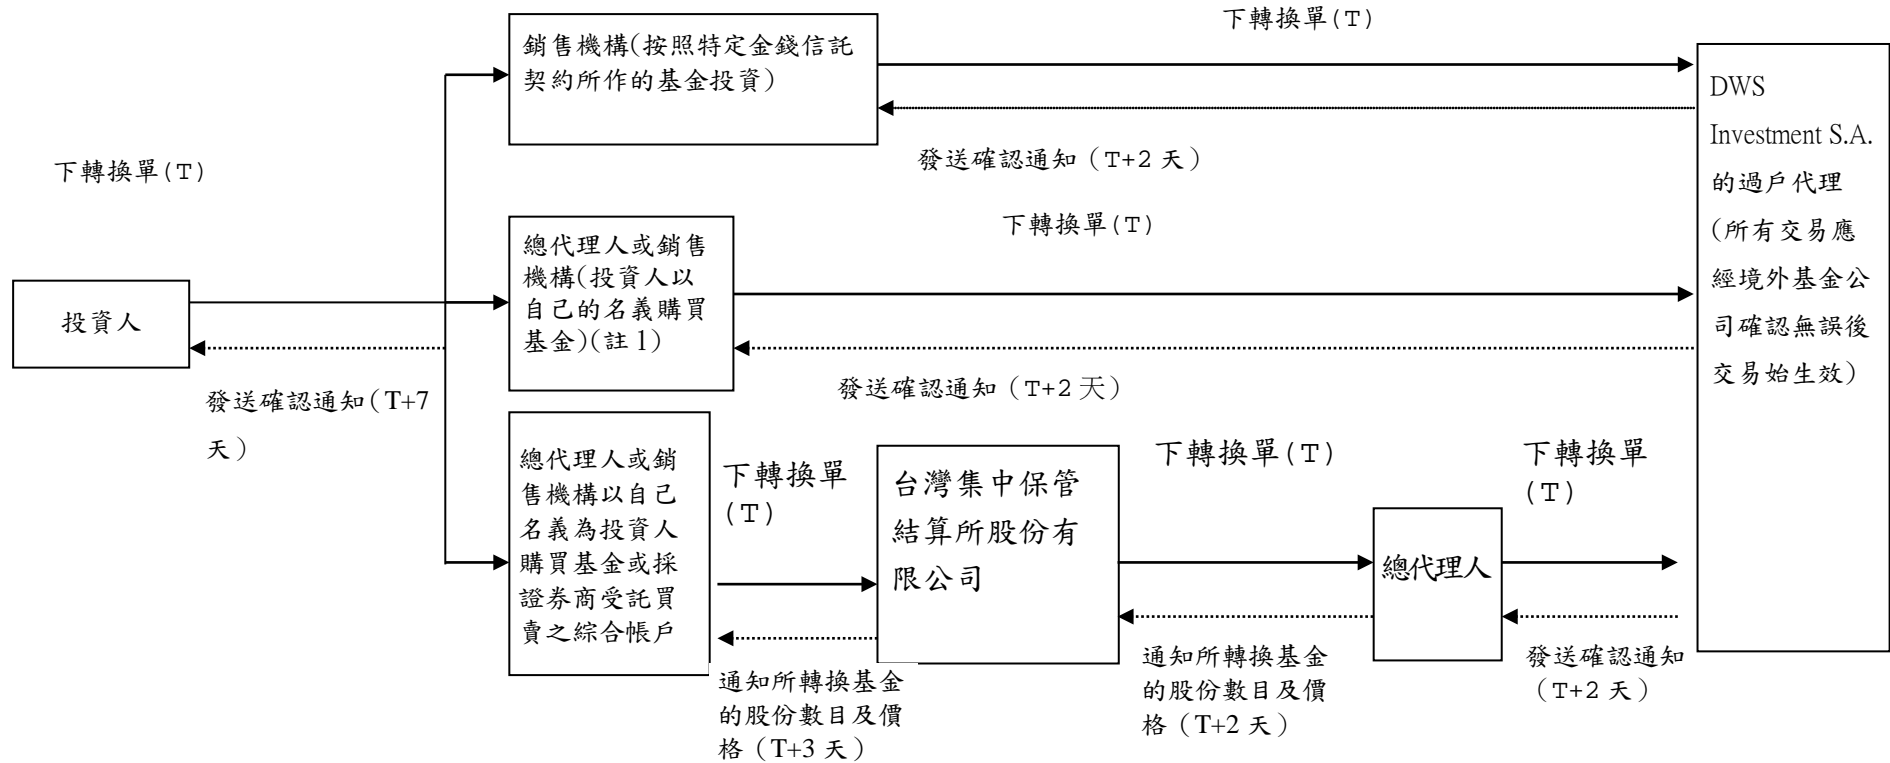 下轉換單(T)
銷售機構(按照特定金錢信託
契約所作的基金投資)
下轉換單(T)
發送確認通知（T+2 天）
投資人
發送確認通知（T+7
天）
總代理人或銷售
機構(投資人以
自己的名義購買
基金)(註 1)
下轉換單(T)
發送確認通知（T+2 天）
總代理人或銷
售機構以自己
名義為投資人
購買基金或採
證券商受託買
賣之綜合帳戶
下轉換單
(T)
通知所轉換基金
的股份數目及價
格（T+3 天）
台灣集中保管
結算所股份有
限公司
下轉換單(T)
通知所轉換基金
的股份數目及價
格（T+2 天）
總代理人
下轉換單
(T)
發送確認通知
（T+2 天）
DWS
Investment S.A.
的過戶代理
(所有交易應
經境外基金公
司確認無誤後
交易始生效)